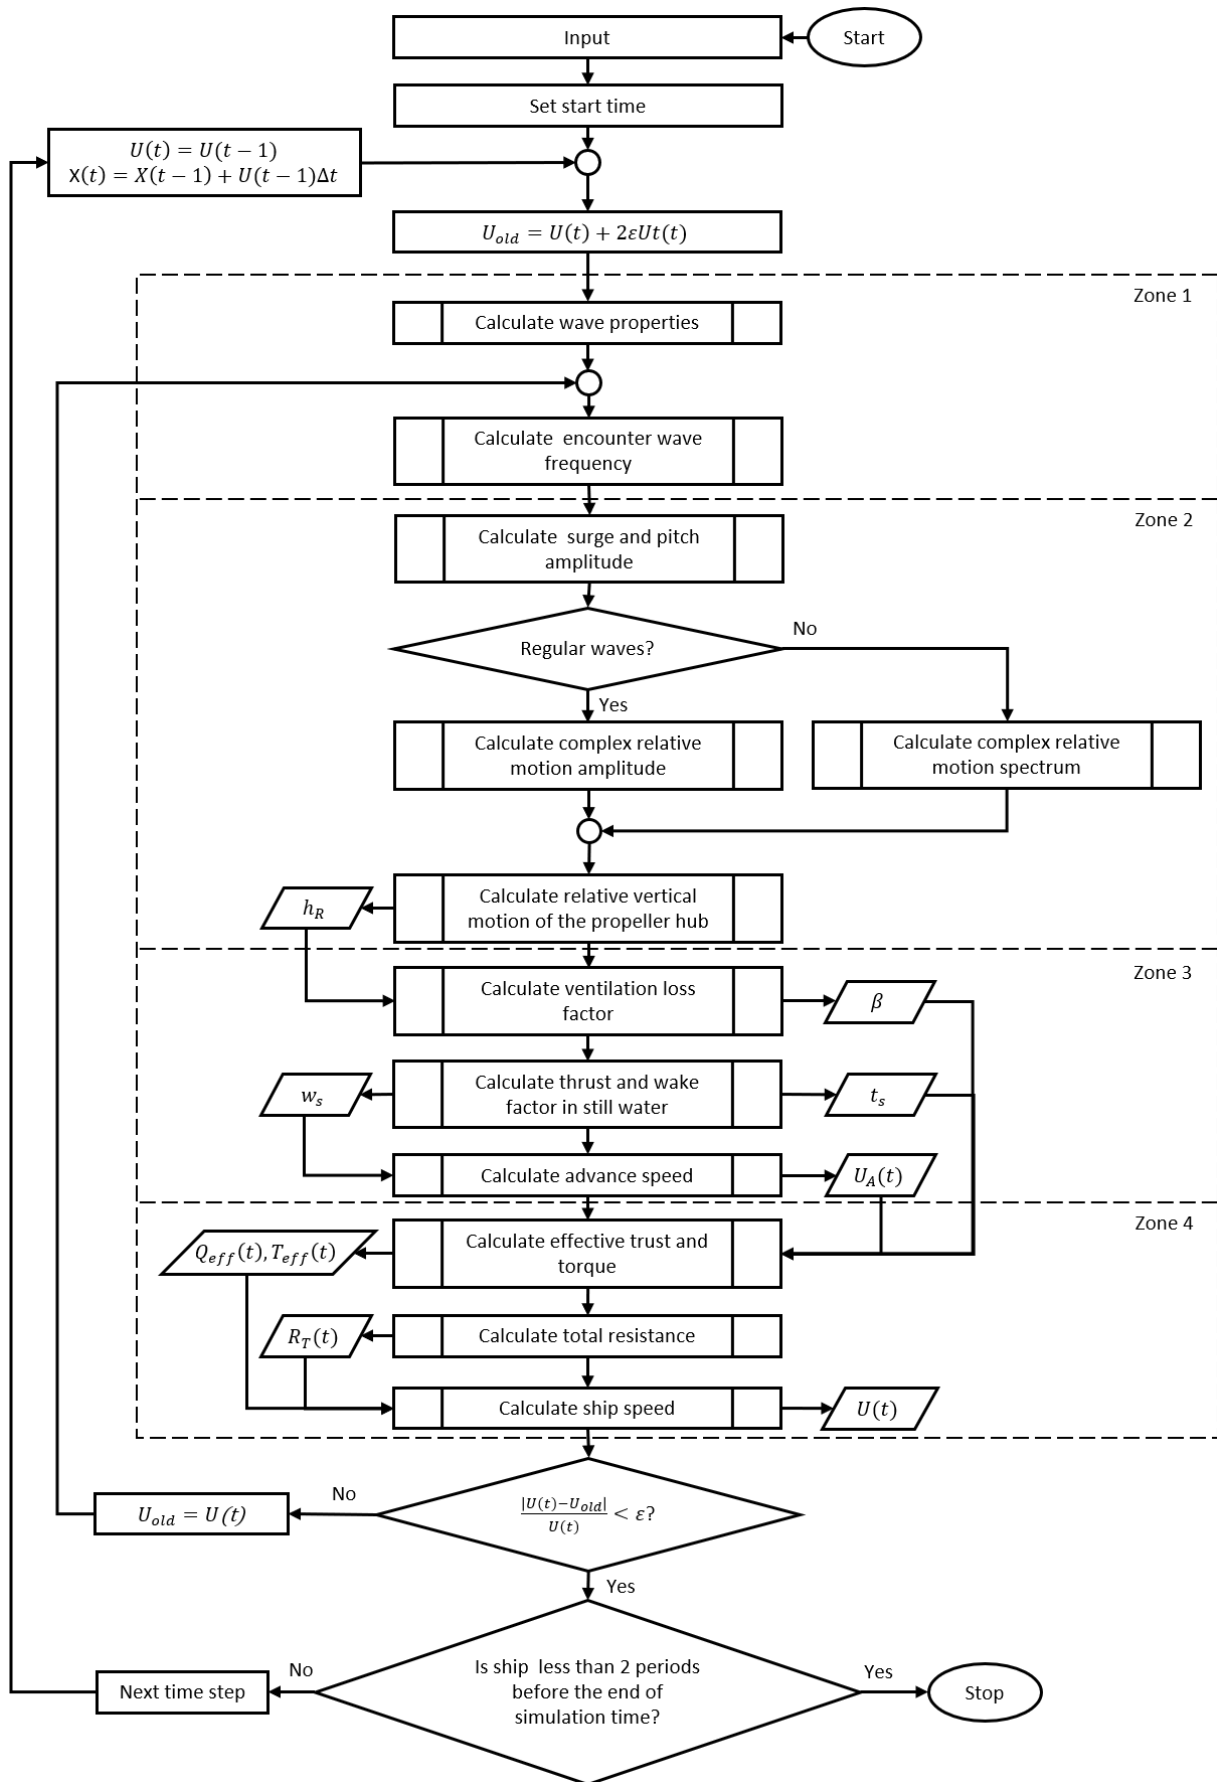 Input
Start
Set start time
U(t) = U(t − 1)
x(t) = X(t − 1) + U(t − 1)Δt
U_old = U(t) + 2εUt(t)
Zone 1
Calculate wave properties
Calculate encounter wave
frequency
Zone 2
Calculate surge and pitch
amplitude
Regular waves?
No
Yes
Calculate complex relative
motion amplitude
Calculate complex relative
motion spectrum
h_R
Calculate relative vertical
motion of the propeller hub
Zone 3
Calculate ventilation loss
factor
β
w_s
Calculate thrust and wake
factor in still water
t_s
Calculate advance speed
U_A(t)
Zone 4
Q_eff(t), T_eff(t)
Calculate effective trust and
torque
R_T(t)
Calculate total resistance
Calculate ship speed
U(t)
No
U_old = U(t)
|U(t)−U_old|
U(t)
< ε?
Yes
Is ship less than 2 periods
before the end of
simulation time?
No
Next time step
Yes
Stop